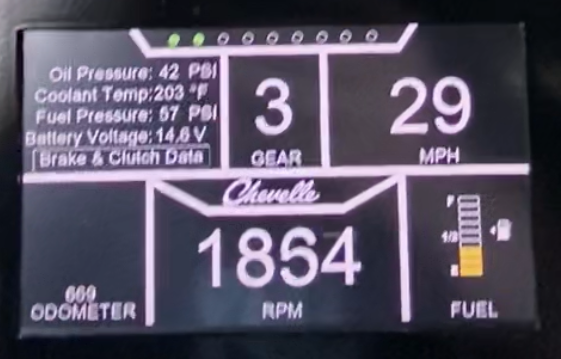 Oil Pressure: 42 PSI
Coolant Temp:203 °F
Fuel Pressure: 57 PSI
Battery Voltage: 14.6 V
Brake & Clutch Data
3
GEAR
29
MPH
Chevelle
1864
RPM
669
ODOMETER
F
1/2
E
FUEL